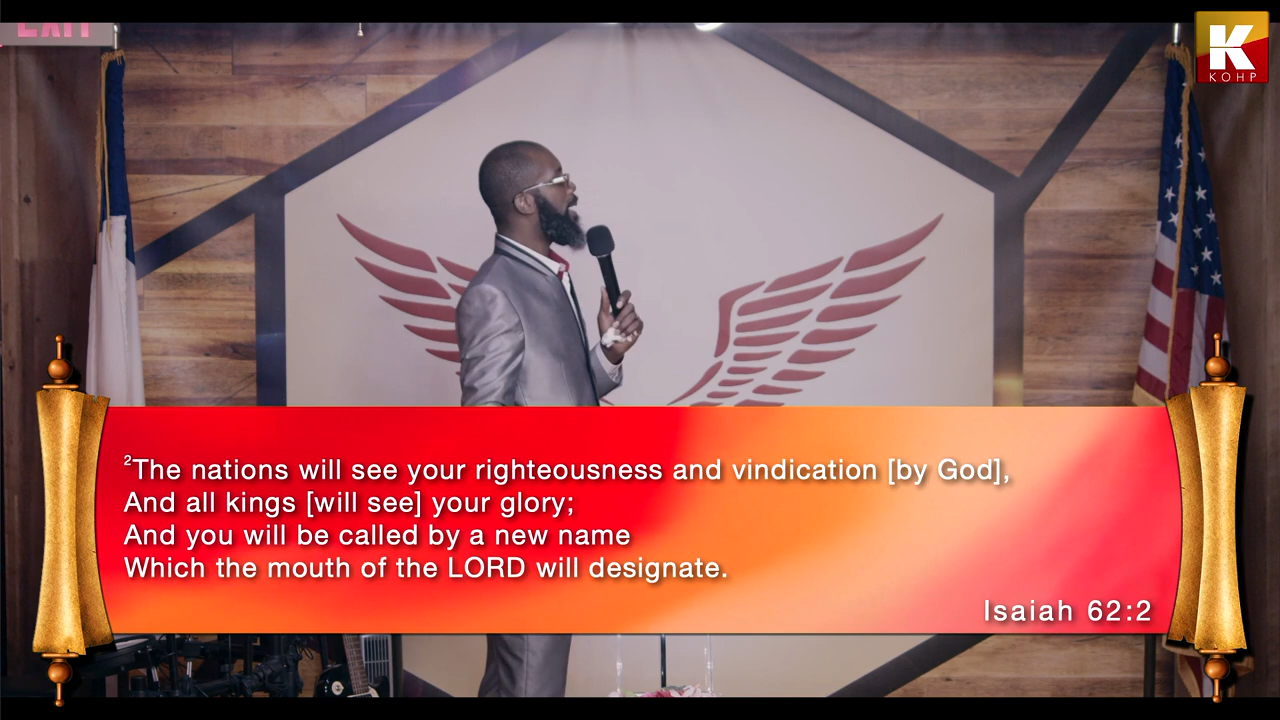 EXIT
K
KOHP
²The nations will see your righteousness and vindication [by God],
And all kings [will see] your glory;
And you will be called by a new name
Which the mouth of the LORD will designate.
Isaiah 62:2